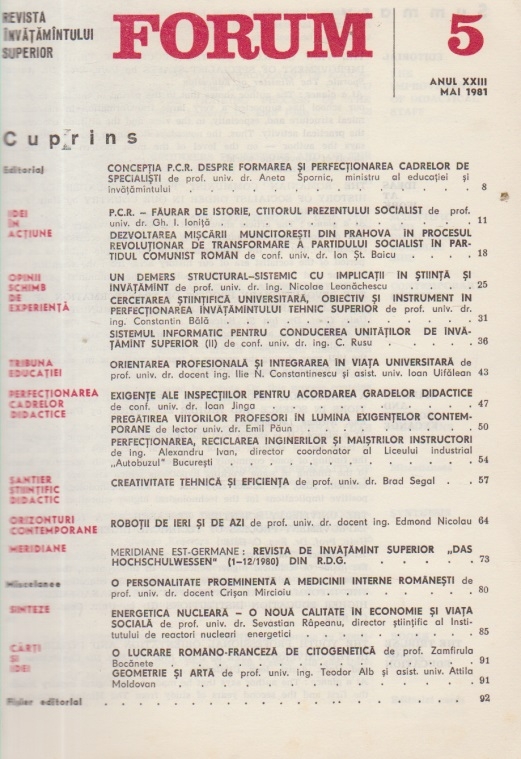 REVISTA
ÎNVĂȚĂMÎNTULUI
SUPERIOR
FORUM
5
ANUL XXIII
MAI 1981
Cuprins
Editorial
CONCEPȚIA P.C.R. DESPRE FORMAREA ȘI PERFECȚIONAREA CADRELOR DE
SPECIALIȘTI de prof. univ. dr. Aneta Spornic, ministru al educației și
învățămîntului . . . . . . . . . . 8
IDEI
ÎN
ACȚIUNE
P.C.R. – FĂURAR DE ISTORIE, CTITORUL PREZENTULUI SOCIALIST de prof.
univ. dr. Gh. I. Ioniță . . . . . . . . . . 11
DEZVOLTAREA MIȘCĂRII MUNCITOREȘTI DIN PRAHOVA ÎN PROCESUL
REVOLUȚIONAR DE TRANSFORMARE A PARTIDULUI SOCIALIST ÎN PAR-
TIDUL COMUNIST ROMÂN de conf. univ. dr. Ion Șt. Baicu . . . . 18
OPINII
SCHIMB
DE
EXPERIENȚĂ
UN DEMERS STRUCTURAL-SISTEMIC CU IMPLICAȚII ÎN ȘTIINȚĂ ȘI
ÎNVĂȚĂMÎNT de prof. univ. dr. ing. Nicolae Leonăchescu . . . . 25
CERCETAREA ȘTIINȚIFICĂ UNIVERSITARĂ, OBIECTIV ȘI INSTRUMENT ÎN
PERFECȚIONAREA ÎNVĂȚĂMÎNTULUI TEHNIC SUPERIOR de prof. univ. dr.
ing. Constantin Bălă . . . . . . . . . . 31
SISTEMUL INFORMATIC PENTRU CONDUCEREA UNITĂȚILOR DE ÎNVĂ-
ȚĂMÎNT SUPERIOR (II) de conf. univ. dr. ing. C. Rusu . . . . 36
TRIBUNA
EDUCAȚIEI
ORIENTAREA PROFESIONALĂ ȘI INTEGRAREA ÎN VIAȚA UNIVERSITARĂ de
prof. univ. dr. docent ing. Ilie N. Constantinescu și asist. univ. Ioan Uifălean 43
PERFECȚIONAREA
CADRELOR
DIDACTICE
EXIGENȚE ALE INSPECȚIILOR PENTRU ACORDAREA GRADELOR DIDACTICE
de conf. univ. dr. Ioan Jinga . . . . . . . . 47
PREGĂTIREA VIITORILOR PROFESORI ÎN LUMINA EXIGENȚELOR CONTEM-
PORANE de lector univ. dr. Emil Păun . . . . . . . 50
PERFECȚIONAREA, RECICLAREA INGINERILOR ȘI MAIȘTRILOR INSTRUCTORI
de ing. Alexandru Ivan, director coordonator al Liceului industrial
„Autobuzul" București . . . . . . . . . . 54
ȘANTIER
ȘTIINȚIFIC
DIDACTIC
CREATIVITATE TEHNICĂ ȘI EFICIENȚA de prof. univ. dr. Brad Segal . . 57
ORIZONTURI
CONTEMPORANE
ROBOȚII DE IERI ȘI DE AZI de prof. univ. dr. docent ing. Edmond Nicolau 64
MERIDIANE
MERIDIANE EST-GERMANE: REVISTA DE ÎNVĂȚĂMÎNT SUPERIOR „DAS
HOCHSCHULWESSEN" (1–12/1980) DIN R.D.G. . . . . . 73
Miscelanee
O PERSONALITATE PROEMINENTĂ A MEDICINII INTERNE ROMÂNEȘTI de
prof. univ. dr. docent Crișan Mircioiu . . . . . . . 80
SINTEZE
ENERGETICA NUCLEARĂ – O NOUĂ CALITATE ÎN ECONOMIE ȘI VIAȚA
SOCIALĂ de prof. univ. dr. Sevastian Râpeanu, director științific al Insti-
tutului de reactori nucleari energetici . . . . . . . 85
CĂRȚI
ȘI
IDEI
O LUCRARE ROMÂNO-FRANCEZĂ DE CITOGENETICĂ de prof. Zamfirula
Bocănete . . . . . . . . . . . . 91
GEOMETRIE ȘI ARTĂ de prof. univ. ing. Teodor Alb și asist. univ. Attila
Moldovan . . . . . . . . . . . . 91
Fișier editorial . . . . . . . . . . . . 92